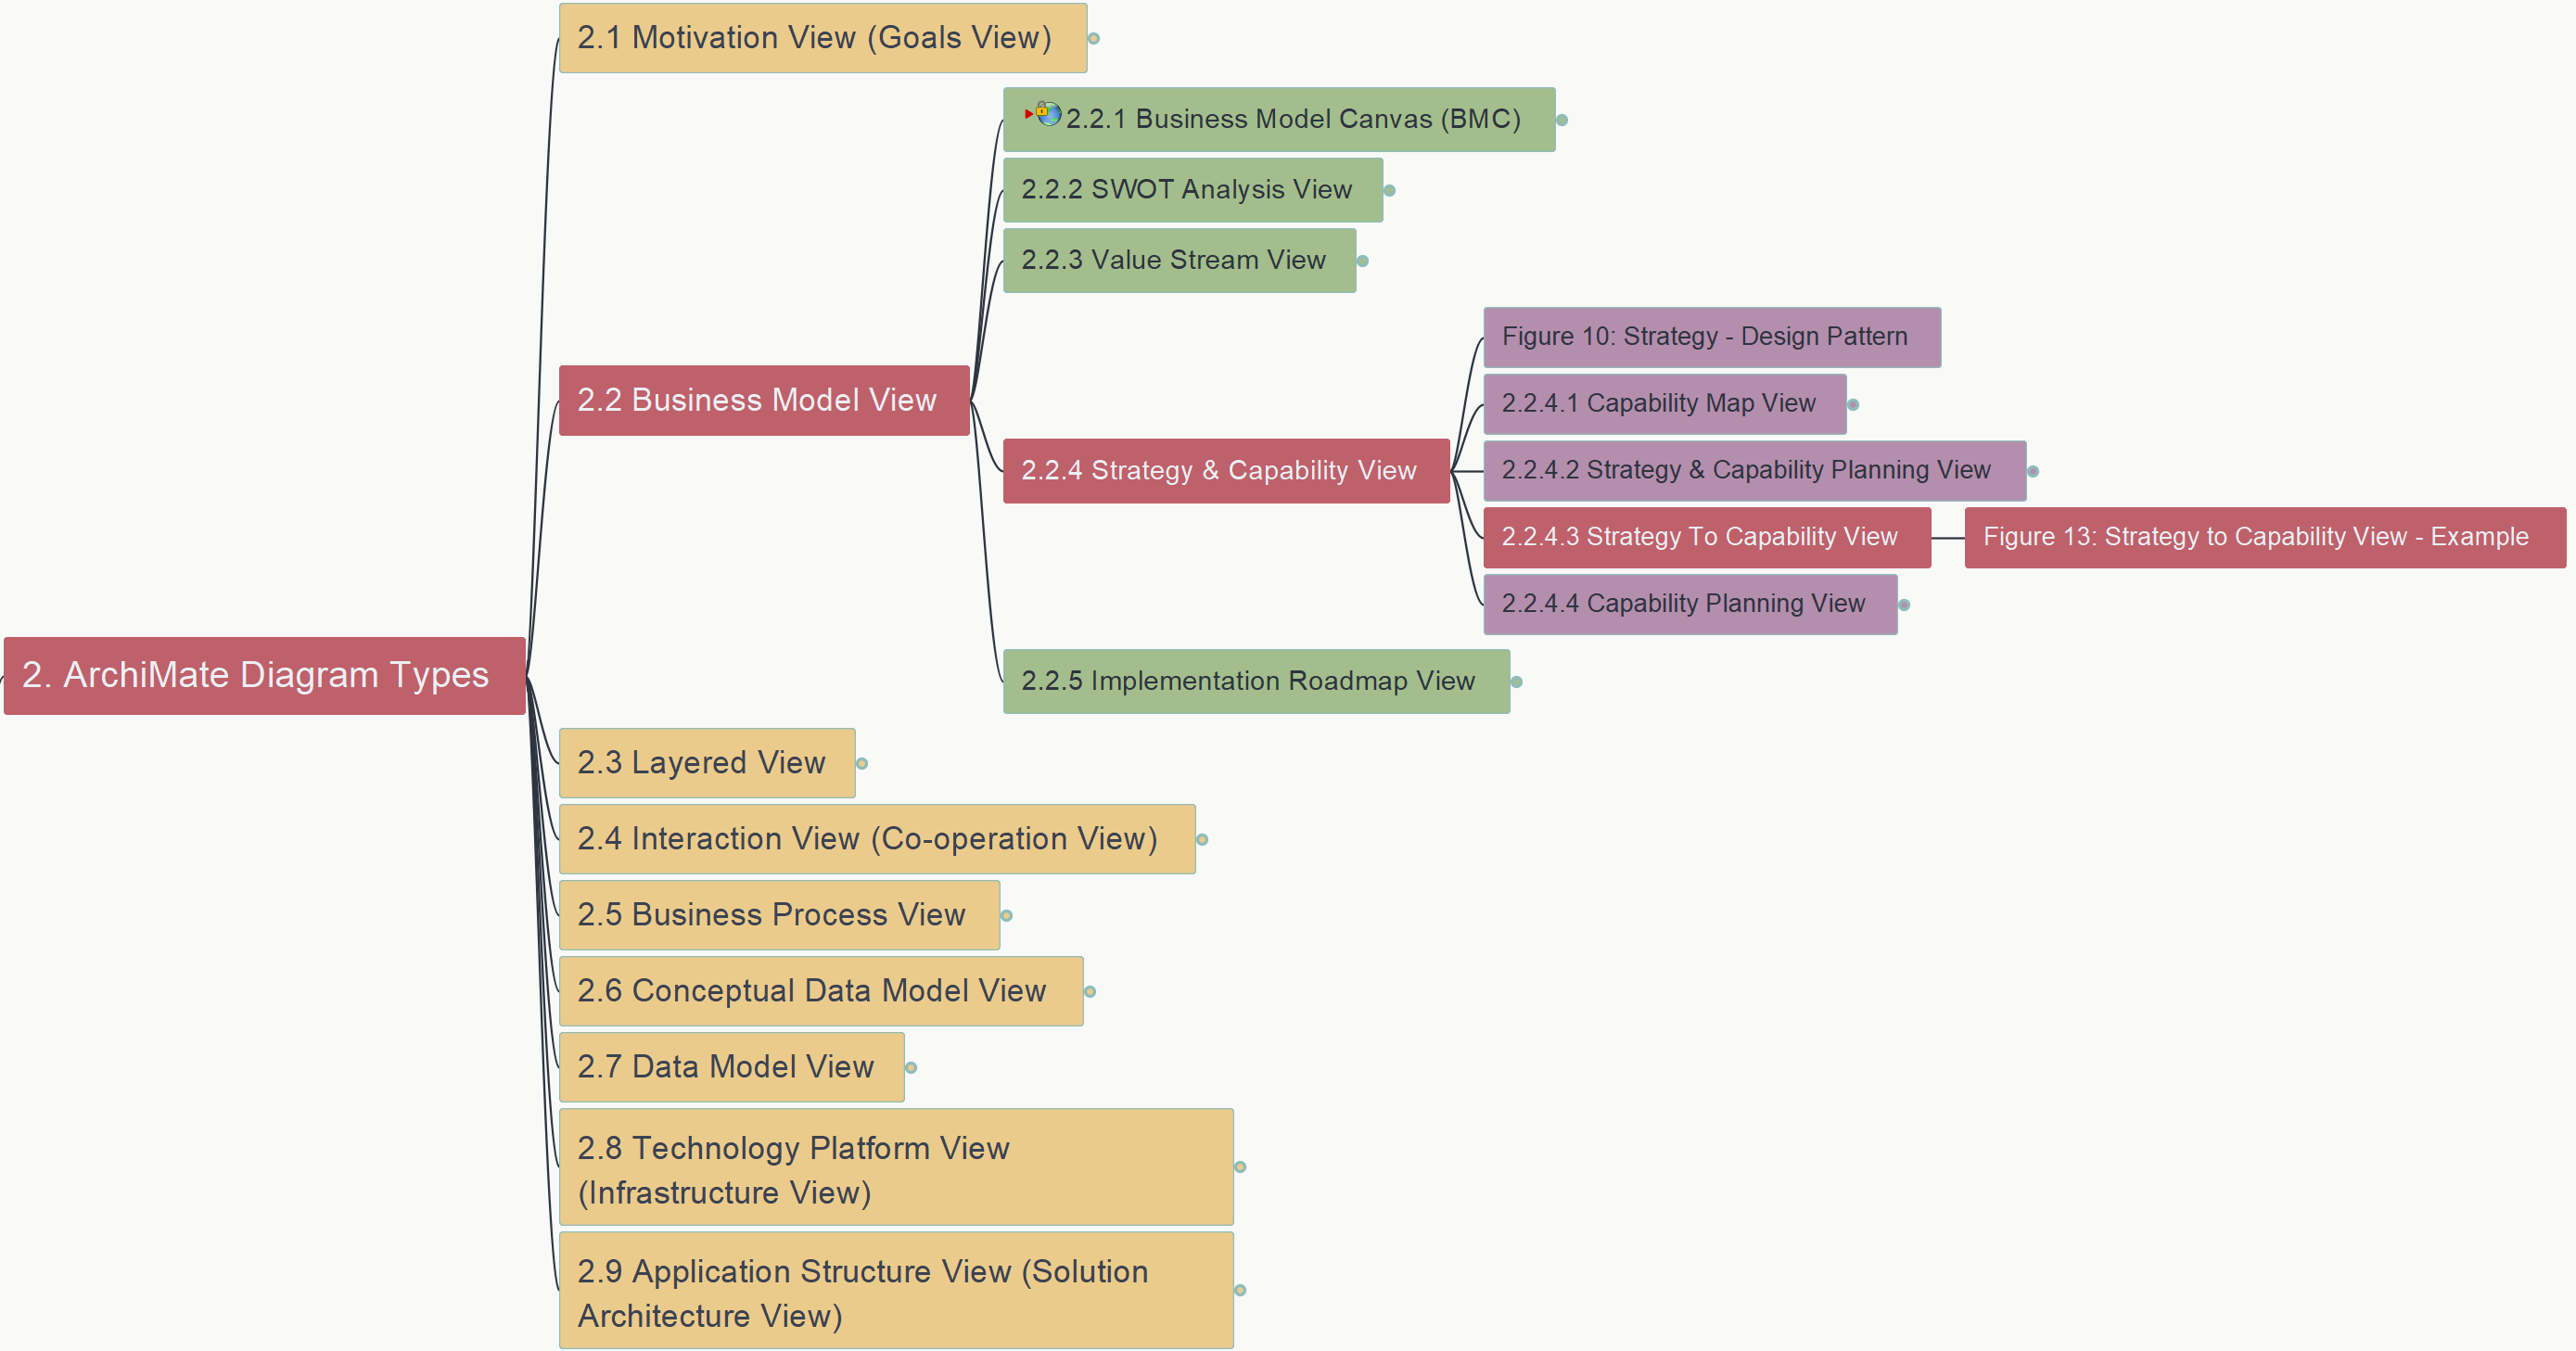 2.1 Motivation View (Goals View)
2.2.1 Business Model Canvas (BMC)
2.2.2 SWOT Analysis View
2.2.3 Value Stream View
Figure 10: Strategy - Design Pattern
2.2.4.1 Capability Map View
2.2 Business Model View
2.2.4 Strategy & Capability View
2.2.4.2 Strategy & Capability Planning View
2.2.4.3 Strategy To Capability View
Figure 13: Strategy to Capability View - Example
2.2.4.4 Capability Planning View
2. ArchiMate Diagram Types
2.2.5 Implementation Roadmap View
2.3 Layered View
2.4 Interaction View (Co-operation View)
2.5 Business Process View
2.6 Conceptual Data Model View
2.7 Data Model View
2.8 Technology Platform View
(Infrastructure View)
2.9 Application Structure View (Solution
Architecture View)